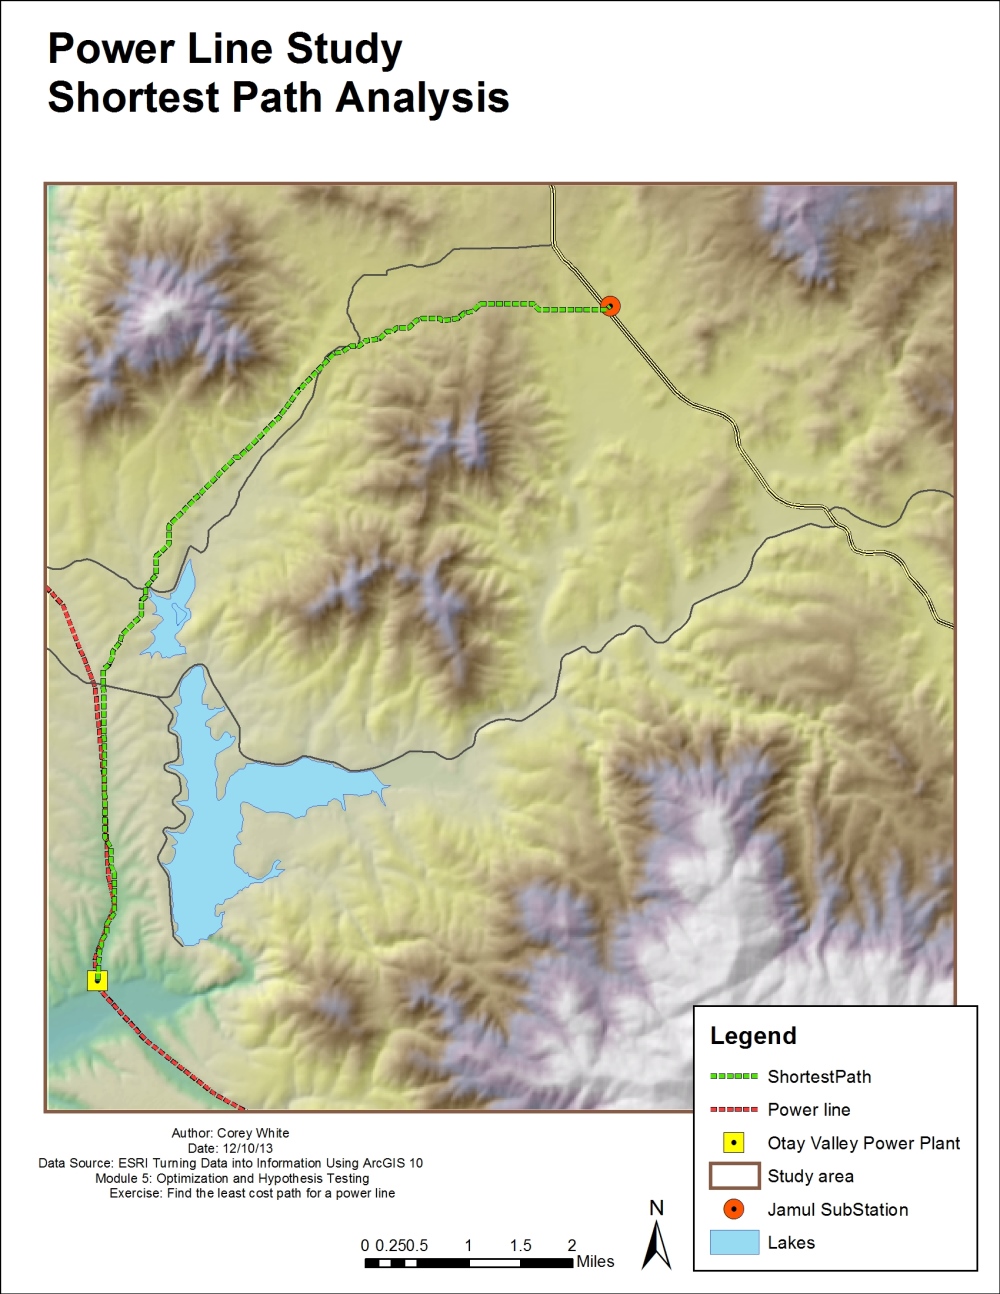 Power Line Study
Shortest Path Analysis
Legend
ShortestPath
Power line
Otay Valley Power Plant
Study area
Jamul SubStation
Lakes
Author: Corey White
Date: 12/10/13
Data Source: ESRI Turning Data into Information Using ArcGIS 10
Module 5: Optimization and Hypothesis Testing
Exercise: Find the least cost path for a power line
N
0 0.250.5 1 1.5 2
Miles